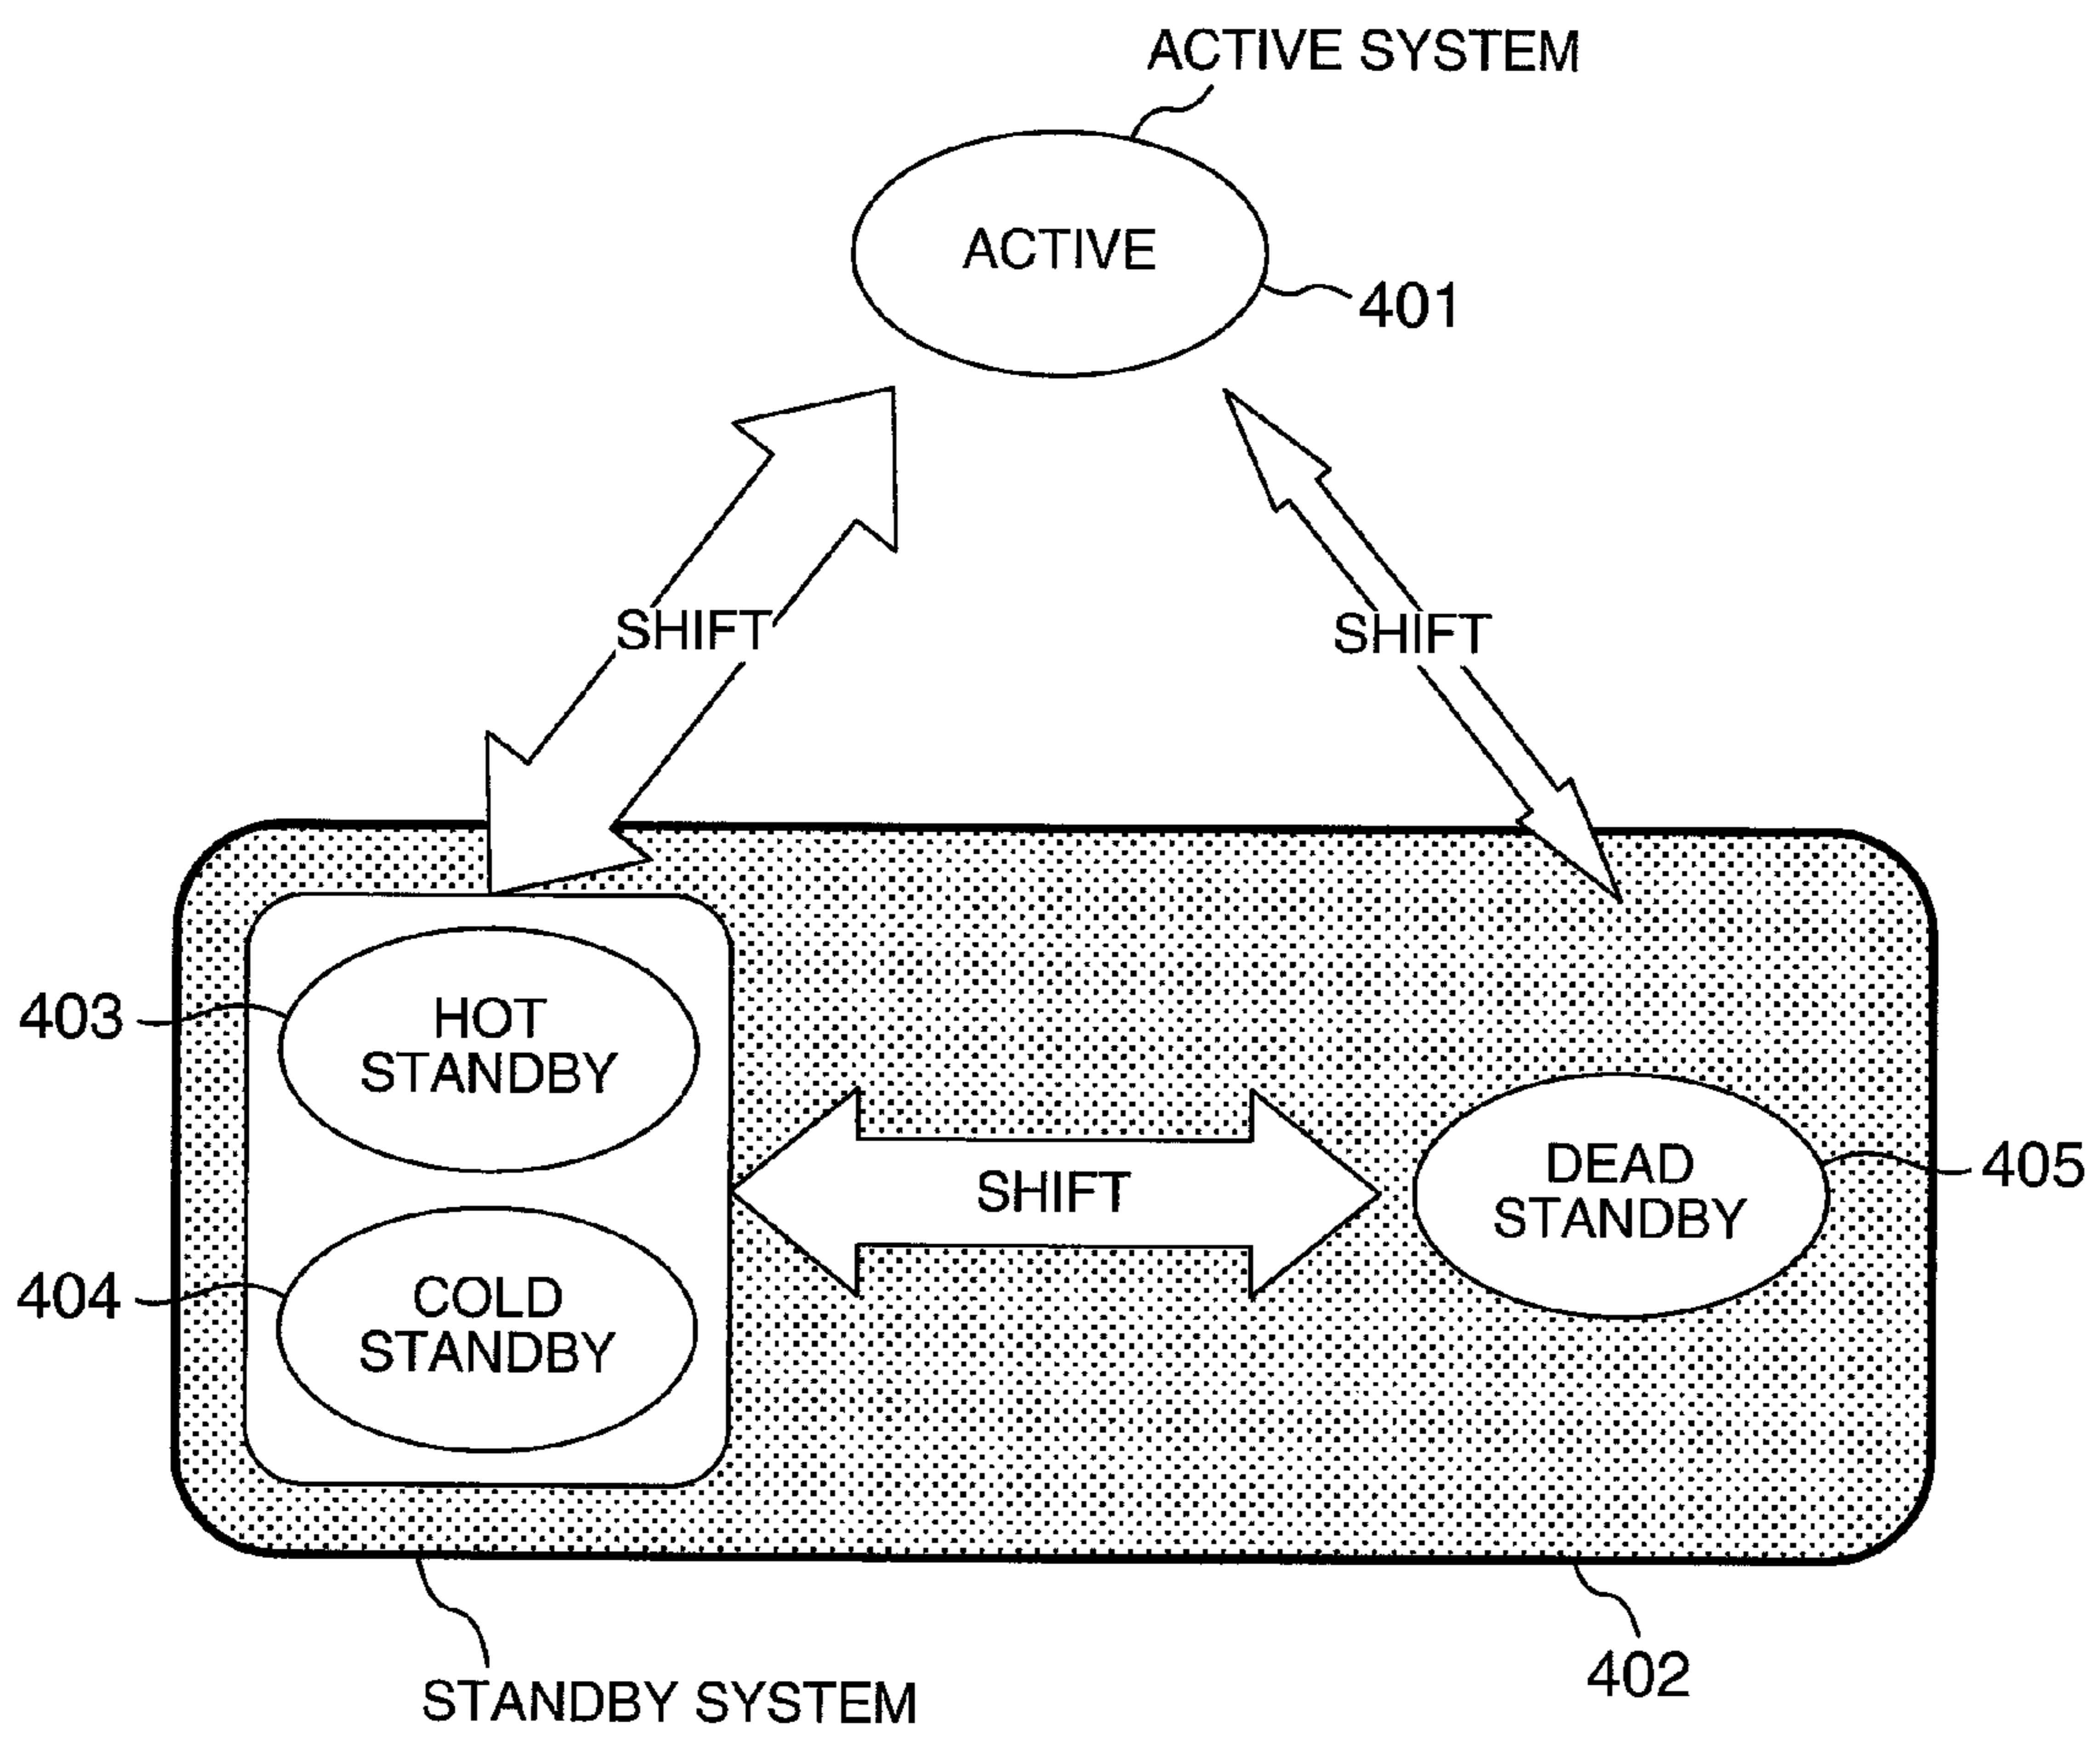 ACTIVE SYSTEM
ACTIVE
401
SHIFT
SHIFT
403
HOT
STANDBY
SHIFT
DEAD
STANDBY
405
404
COLD
STANDBY
STANDBY SYSTEM
402